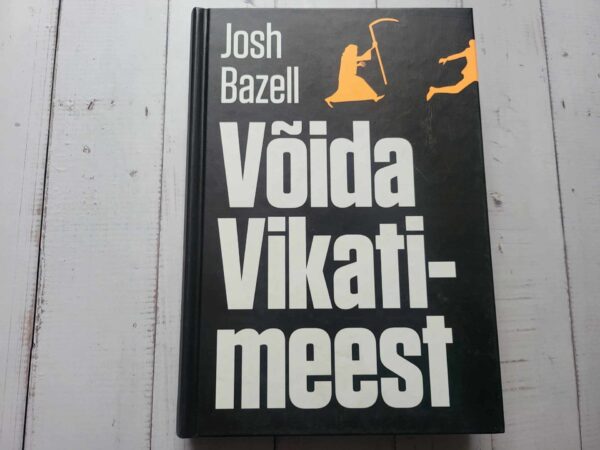 Josh
Bazell
Võida
Vikati-
meest